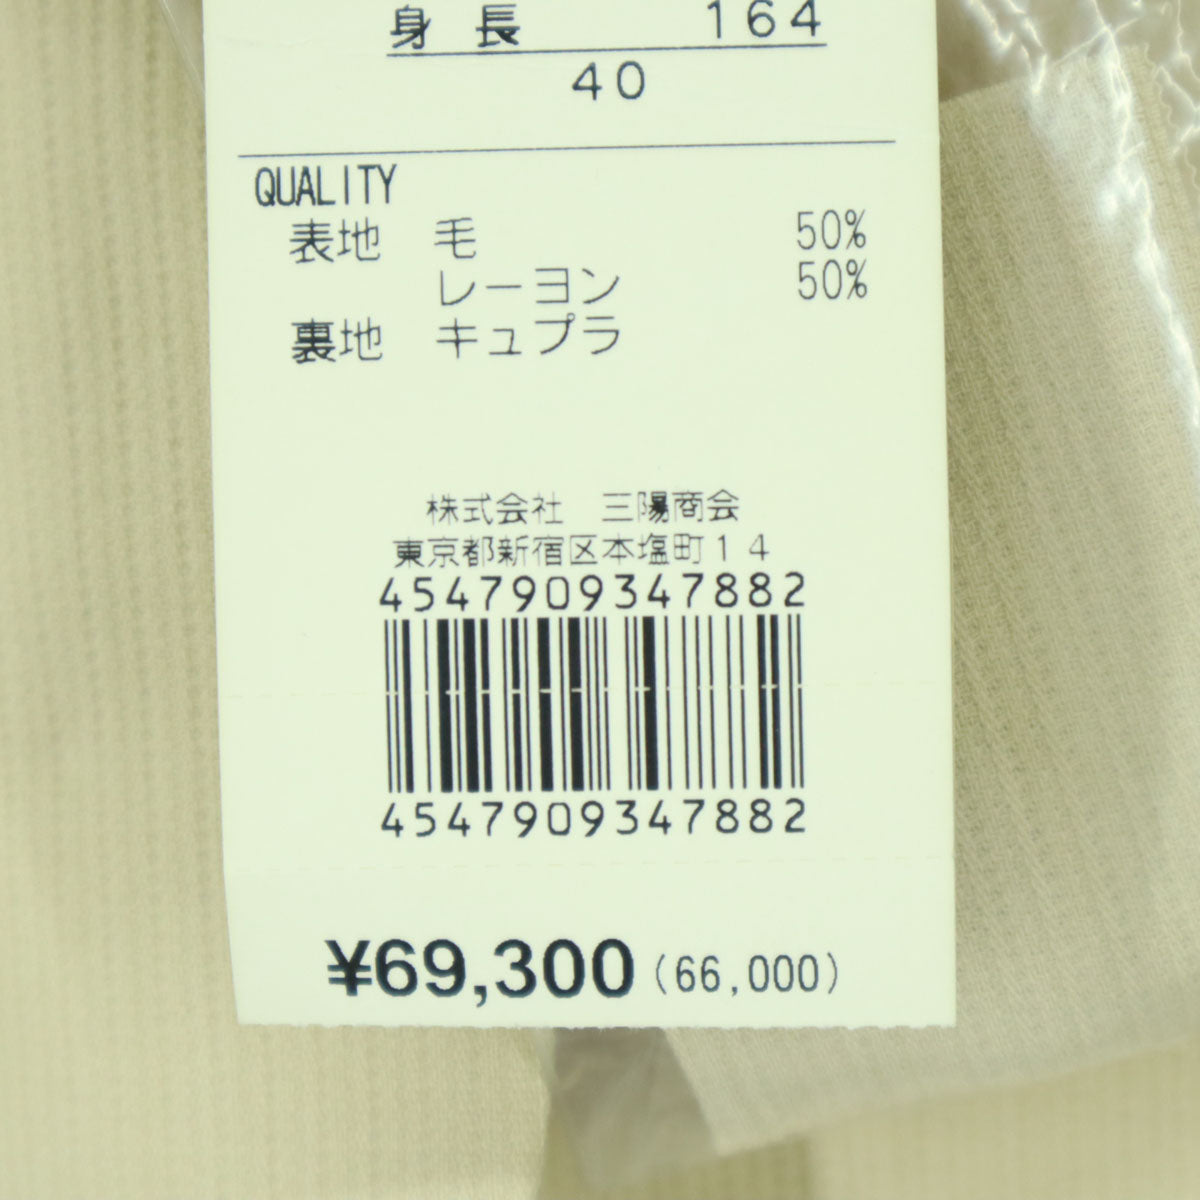 身長 164
40
QUALITY
表地 毛 50%
レーヨン 50%
裏地 キュプラ
株式会社 三陽商会
東京都新宿区本塩町14
4547909347882
4547909347882
¥69,300(66,000)